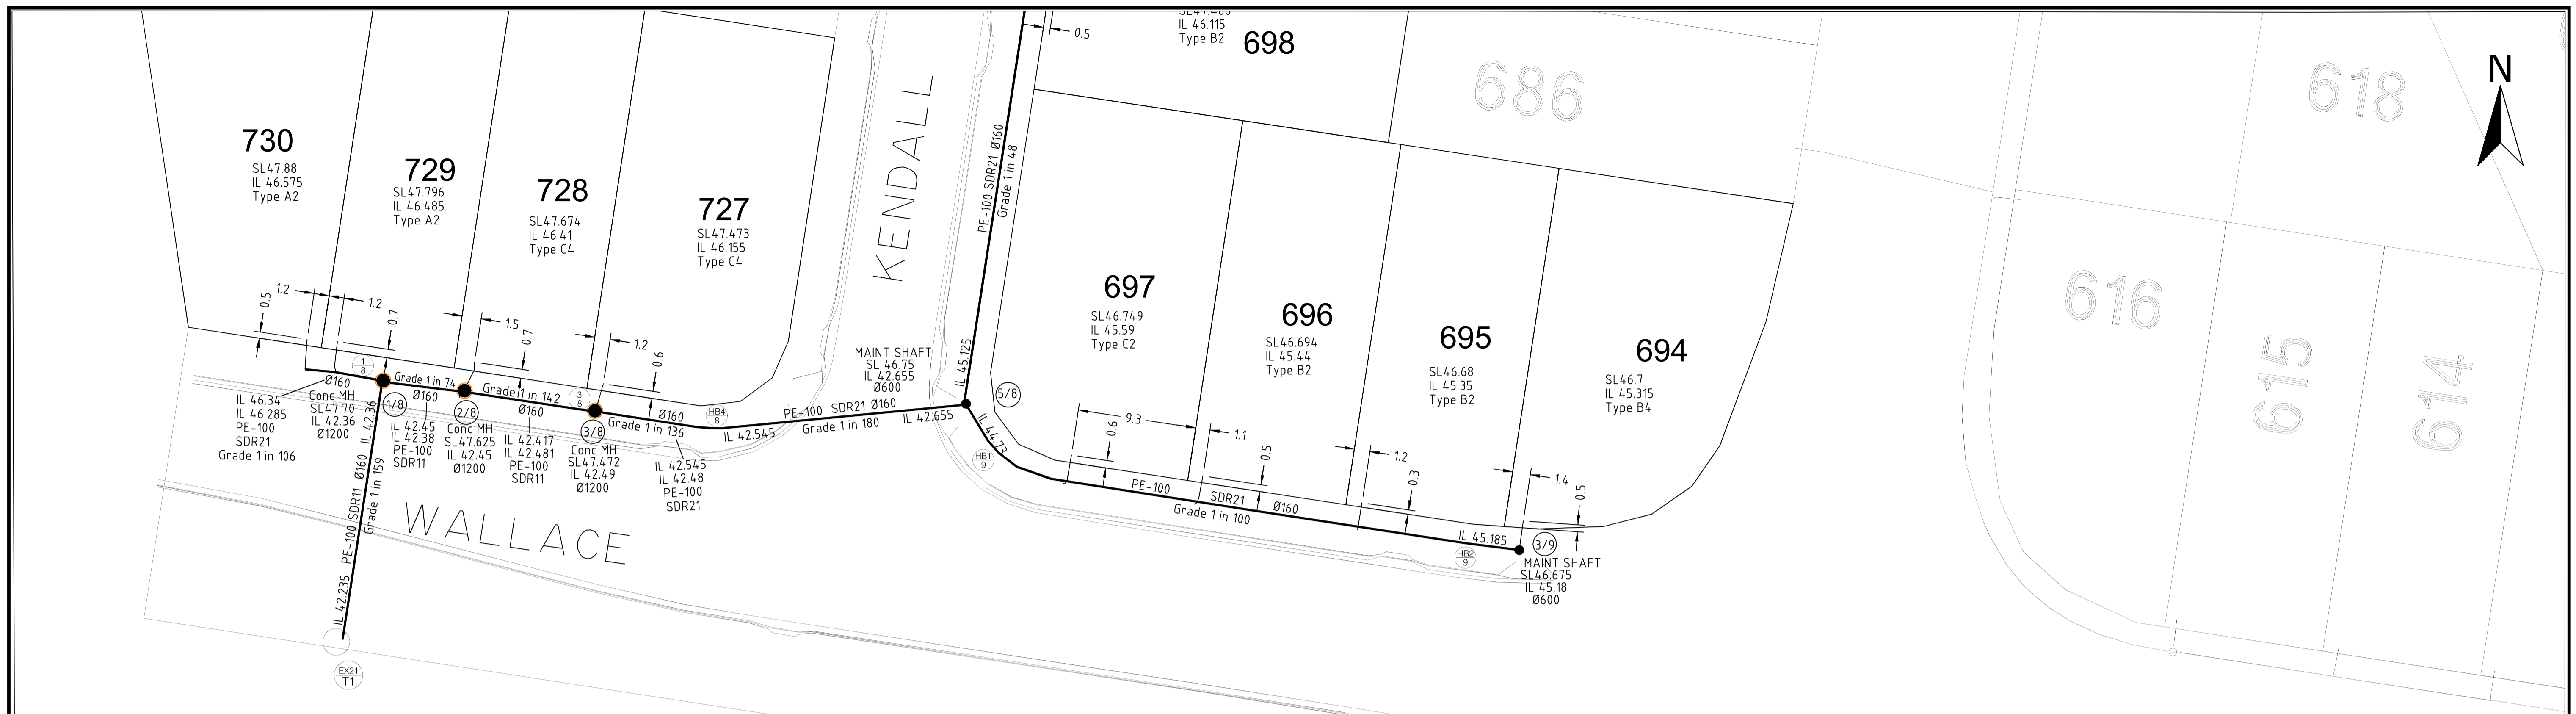 IL 46.115
Type B2
698
0.5
686
618
N
730
SL47.88
IL 46.575
Type A2
729
SL47.796
IL 46.485
Type A2
728
SL47.674
IL 46.41
Type C4
727
SL47.473
IL 46.155
Type C4
KENDALL
PE-100 SDR21 Ø160
Grade 1 in 48
IL 45.125
697
SL46.749
IL 45.59
Type C2
696
SL46.694
IL 45.44
Type B2
695
SL46.68
IL 45.35
Type B2
694
SL46.7
IL 45.315
Type B4
616
615
614
0.5
1.2
1.2
0.7
1.5
0.7
1.2
0.6
1
8
Grade 1 in 74
Grade 1 in 142
3
8
Ø160
Ø160
Ø160
Ø160
Grade 1 in 136
HB4
8
IL 42.545
PE-100 SDR21 Ø160
Grade 1 in 180
IL 42.655
MAINT SHAFT
SL 46.75
IL 42.655
Ø600
5/8
IL 44.73
HB1
9
9.3
0.6
1.1
0.5
1.2
0.3
1.4
0.5
PE-100 SDR21 Ø160
Grade 1 in 100
IL 45.185
HB2
9
3/9
MAINT SHAFT
SL46.675
IL 45.18
Ø600
IL 46.34
IL 46.285
PE-100
SDR21
Grade 1 in 106
Conc MH
SL47.70
IL 42.36
Ø1200
1/8
IL 42.45
IL 42.38
PE-100
SDR11
2/8
Conc MH
SL47.625
IL 42.45
Ø1200
IL 42.417
IL 42.481
PE-100
SDR11
3/8
Conc MH
SL47.472
IL 42.49
Ø1200
IL 42.545
IL 42.48
PE-100
SDR21
IL 42.235 PE-100 SDR11 Ø160 IL 42.36
Grade 1 in 159
WALLACE
EX21
T1